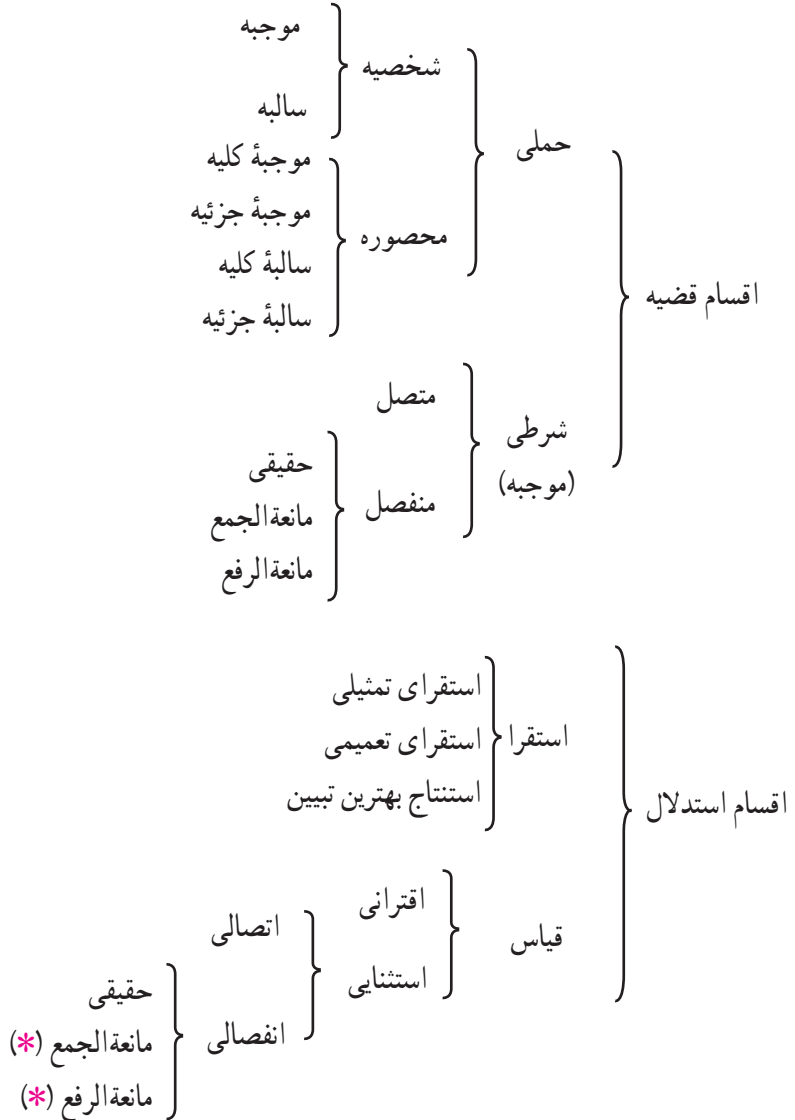 اقسام قضیه
حملی
شخصیه
موجبه
سالبه
محصوره
موجبهٔ کلیه
موجبهٔ جزئیه
سالبهٔ کلیه
سالبهٔ جزئیه
شرطی
(موجبه)
متصل
منفصل
حقیقی
مانعةالجمع
مانعةالرفع
اقسام استدلال
استقرا
استقرای تمثیلی
استقرای تعمیمی
استنتاج بهترین تبیین
قیاس
اقترانی
استثنایی
اتصالی
انفصالی
حقیقی
مانعةالجمع (*)
مانعةالرفع (*)